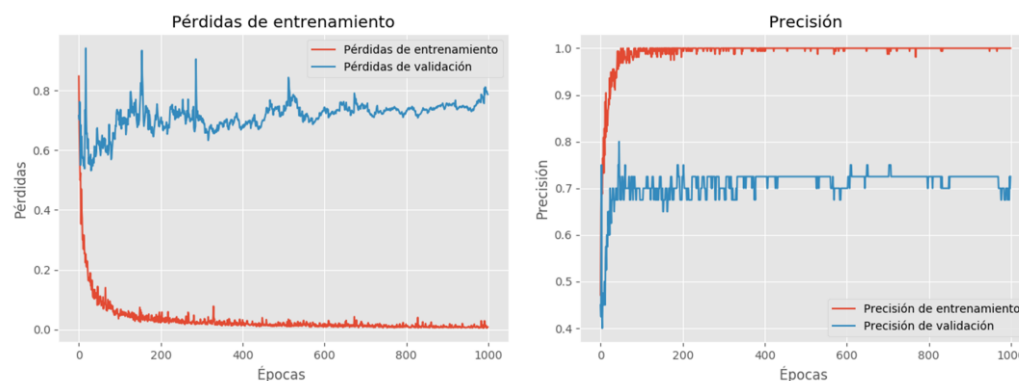 Pérdidas de entrenamiento
Pérdidas de entrenamiento
Pérdidas de validación
0.8
0.6
0.4
0.2
0.0
Pérdidas
0
200
400
600
800
1000
Épocas
Precisión
1.0
0.9
0.8
0.7
0.6
0.5
0.4
Precisión
Precisión de entrenamiento
Precisión de validación
0
200
400
600
800
1000
Épocas